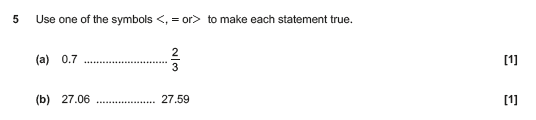 5 Use one of the symbols <, = or> to make each statement true.
(a) 0.7 ............................ 2/3 [1]
(b) 27.06 .................... 27.59 [1]